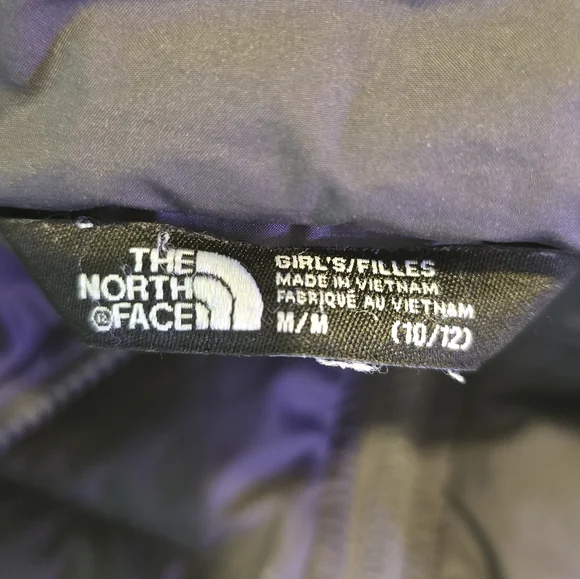 THE
NORTH
FACE
GIRL'S/FILLES
MADE IN VIETNAM
FABRIQUÉ AU VIETNAM
M/M (10/12)